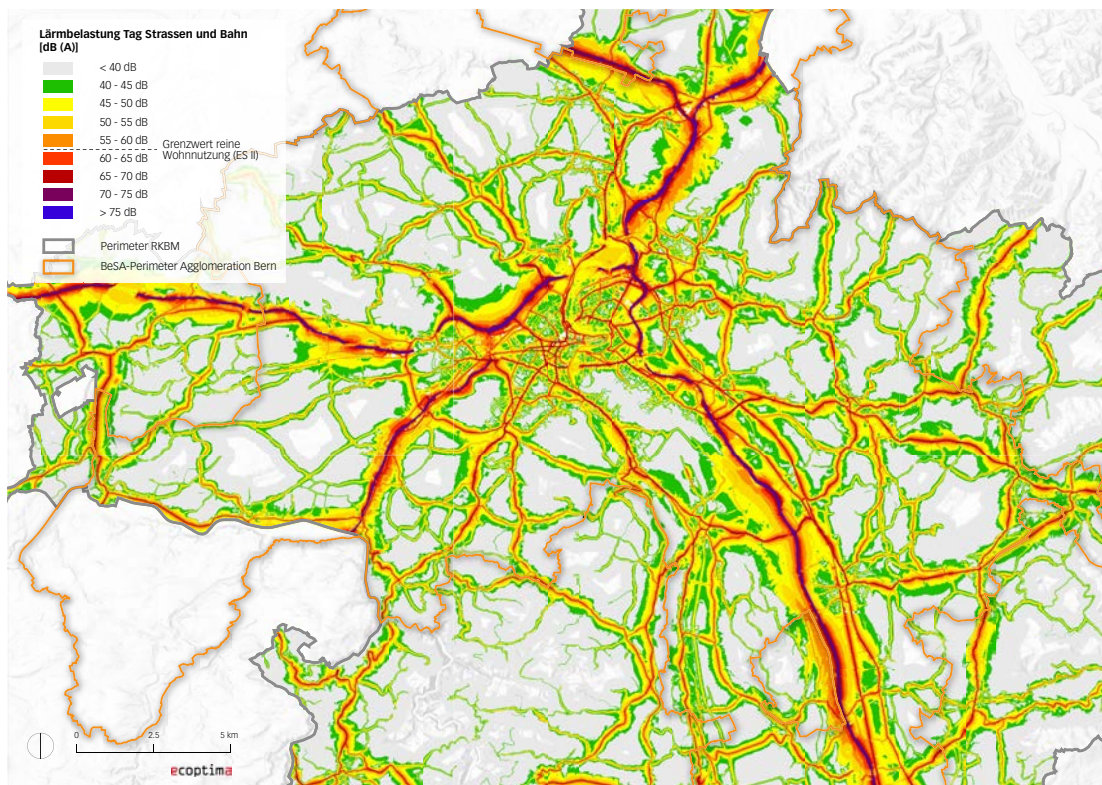 Lärmbelastung Tag Strassen und Bahn
[dB (A)]
< 40 dB
40 - 45 dB
45 - 50 dB
50 - 55 dB
55 - 60 dB
Grenzwert reine
Wohnnutzung (ES II)
60 - 65 dB
65 - 70 dB
70 - 75 dB
> 75 dB
Perimeter RKBM
BeSA-Perimeter Agglomeration Bern
0 2.5 5 km
ecoptima